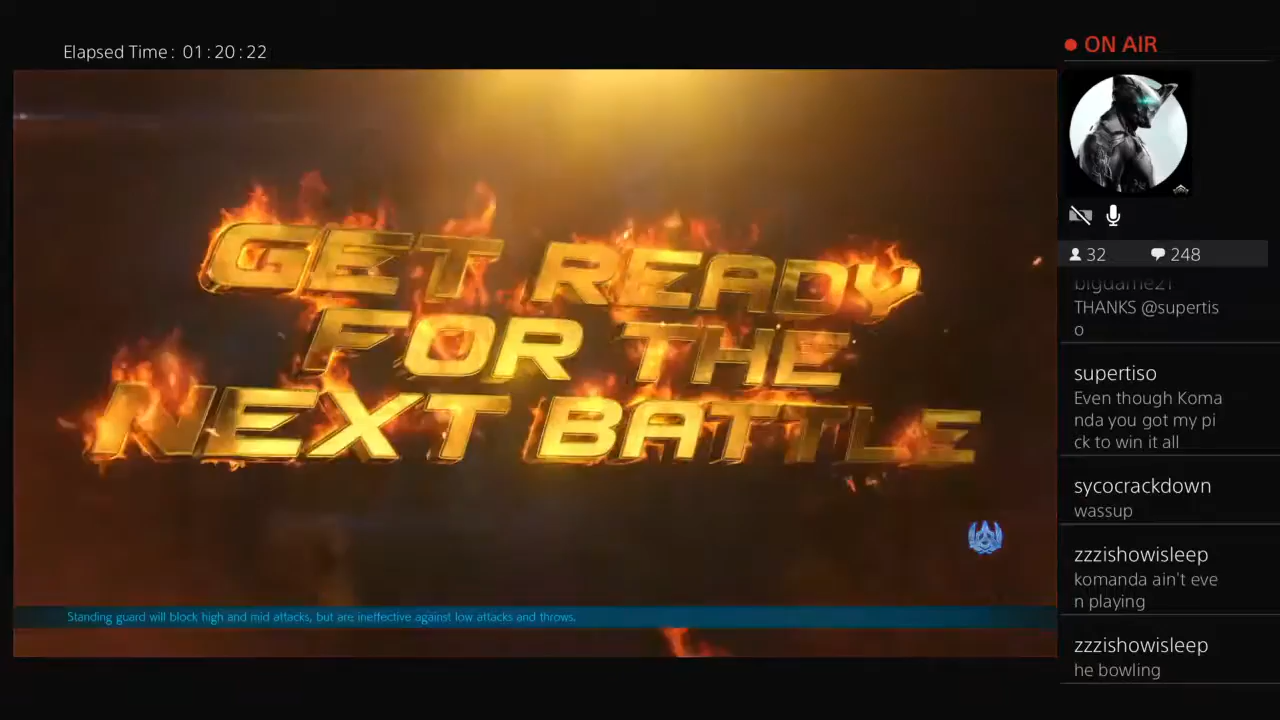 Elapsed Time: 01:20:22
ON AIR
GET READY
FOR THE
NEXT BATTLE
Standing guard will block high and mid attacks, but are ineffective against low attacks and throws.
32 248
bigdame21
THANKS @supertis
o
supertiso
Even though Koma
nda you got my pi
ck to win it all
sycocrackdown
wassup
zzzishowisleep
komanda ain't eve
n playing
zzzishowisleep
he bowling